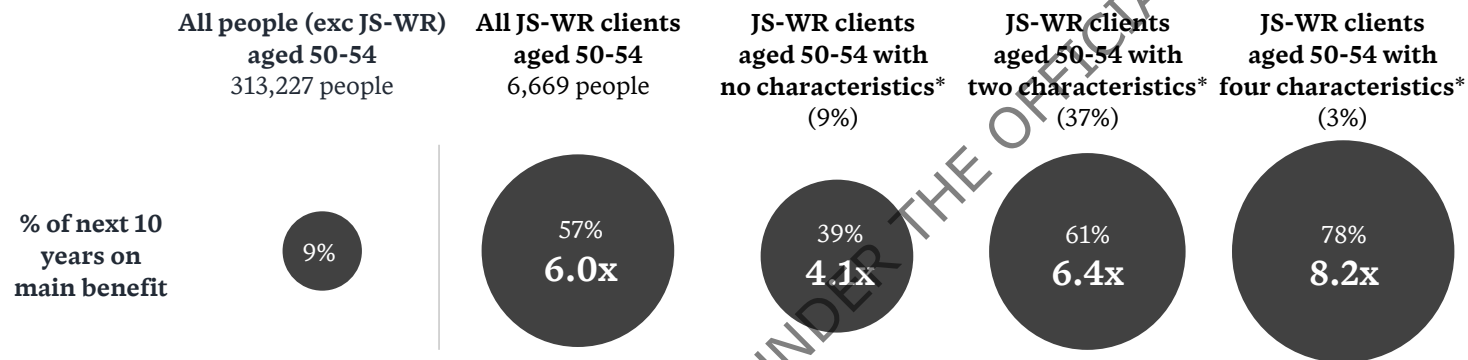 All people (exc JS-WR)
aged 50-54
313,227 people
All JS-WR clients
aged 50-54
6,669 people
JS-WR clients
aged 50-54 with
no characteristics*
(9%)
JS-WR clients
aged 50-54 with
two characteristics*
(37%)
JS-WR clients
aged 50-54 with
four characteristics*
(3%)
% of next 10
years on
main benefit
9%
57%
6.0x
39%
4.1x
61%
6.4x
78%
8.2x
UNDER THE